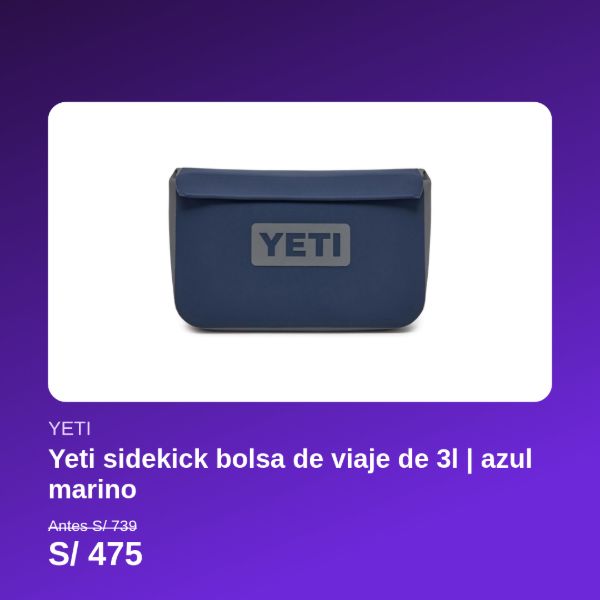 YETI
YETI
Yeti sidekick bolsa de viaje de 3l | azul
marino
Antes S/ 739
S/ 475